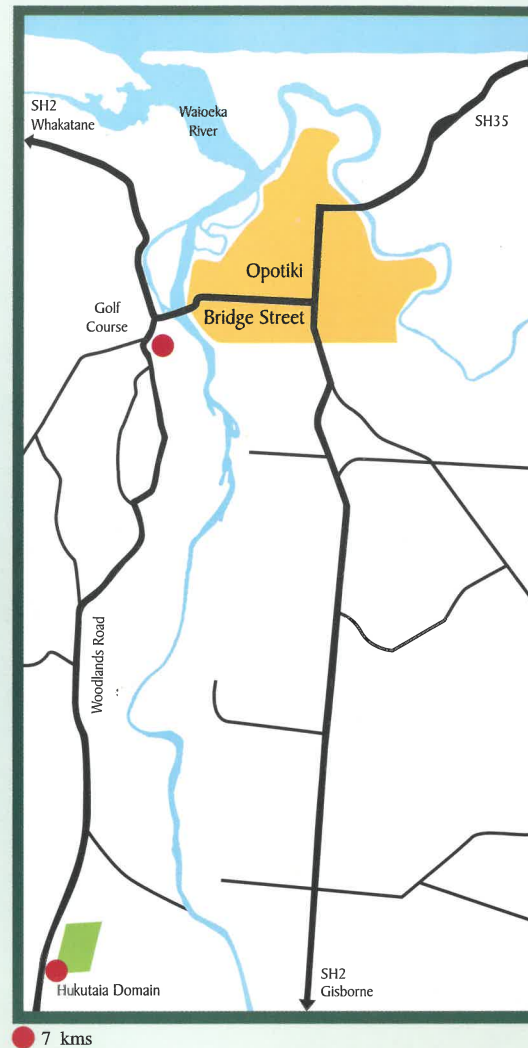 SH2
Whakatane
Waioeka
River
SH35
Opotiki
Golf
Course
Bridge Street
Woodlands Road
Hukutaia Domain
SH2
Gisborne
7 kms